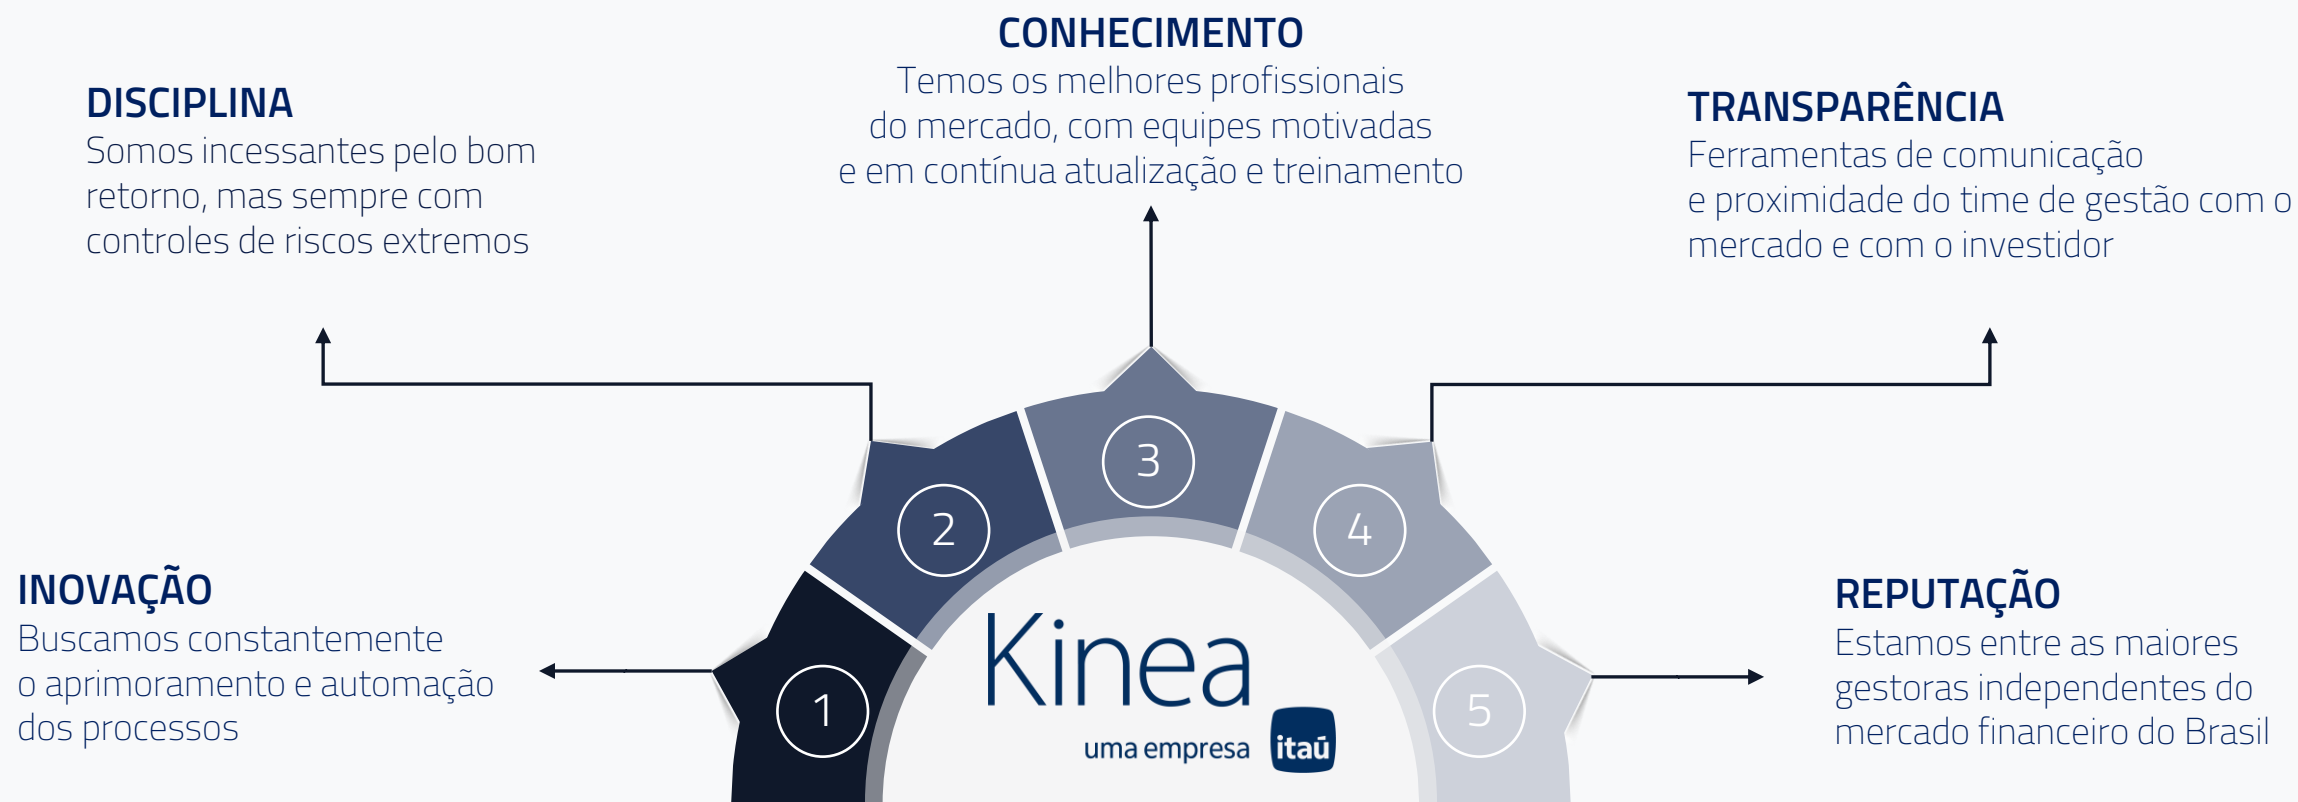 CONHECIMENTO
Temos os melhores profissionais
do mercado, com equipes motivadas
e em contínua atualização e treinamento
DISCIPLINA
Somos incessantes pelo bom
retorno, mas sempre com
controles de riscos extremos
TRANSPARÊNCIA
Ferramentas de comunicação
e proximidade do time de gestão com o
mercado e com o investidor
3
2
4
INOVAÇÃO
Buscamos constantemente
o aprimoramento e automação
dos processos
1
Kinea
uma empresa itaú
5
REPUTAÇÃO
Estamos entre as maiores
gestoras independentes do
mercado financeiro do Brasil